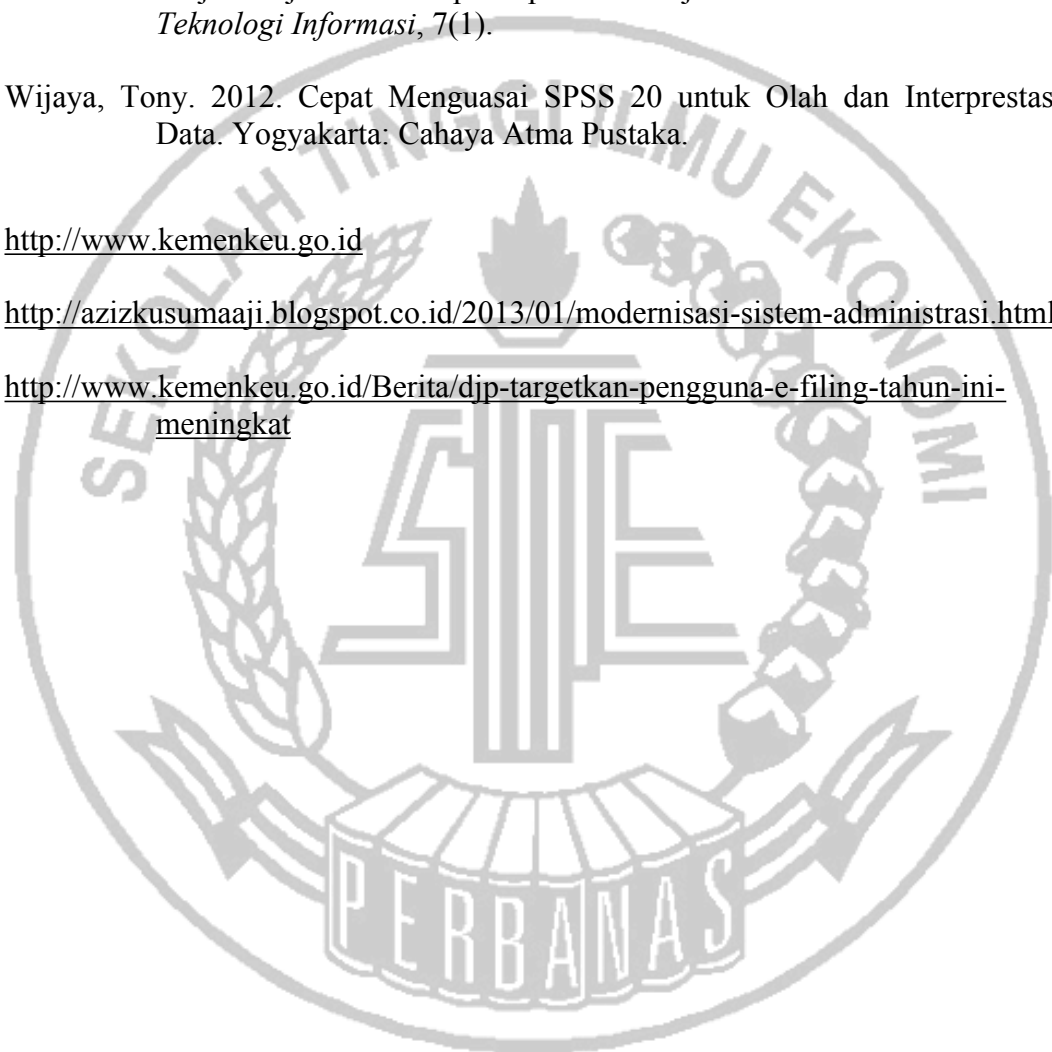 Teknologi Informasi, 7(1).
Wijaya, Tony. 2012. Cepat Menguasai SPSS 20 untuk Olah dan Interprestas
Data. Yogyakarta: Cahaya Atma Pustaka.
http://www.kemenkeu.go.id
http://azizkusumaaji.blogspot.co.id/2013/01/modernisasi-sistem-administrasi.html
http://www.kemenkeu.go.id/Berita/djp-targetkan-pengguna-e-filing-tahun-ini-
meningkat
SEKOLAH TINGGI ILMU EKONOMI
STIE
PERBANAS